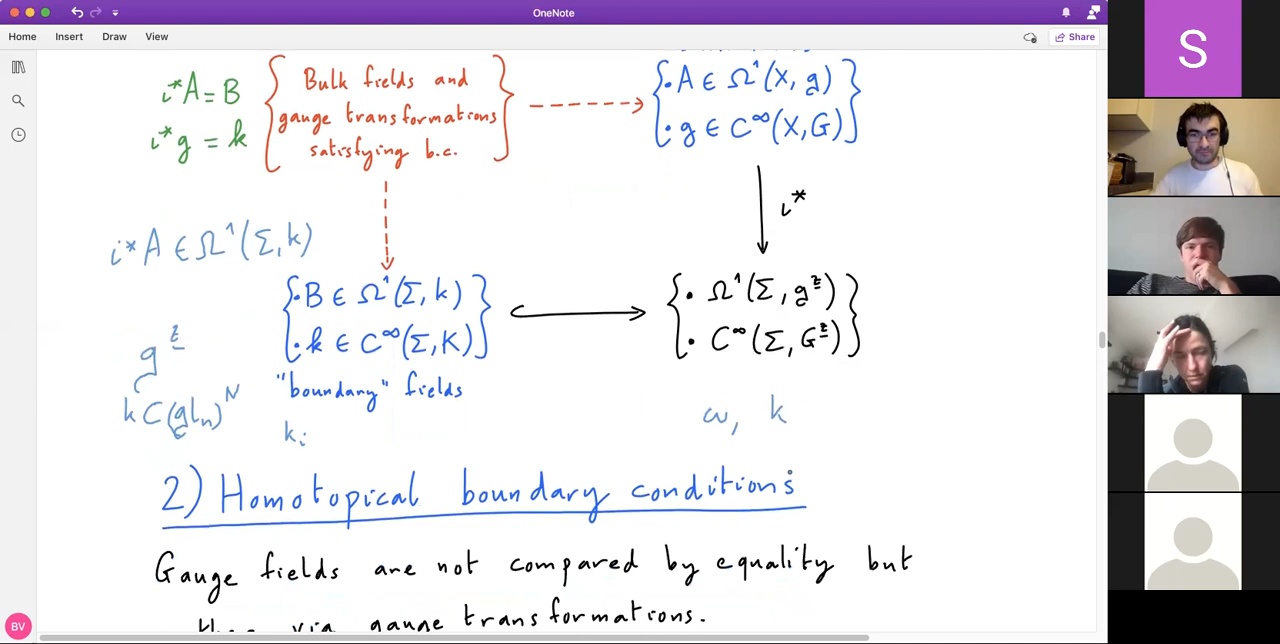 OneNote
Home Insert Draw View
Share
S
i*A = B
i*g = k
{ Bulk fields and
gauge transformations
satisfying b.c. }
{ · A ∈ Ω¹(X, g)
· g ∈ C^∞(X, G) }
i*
i*A ∈ Ω¹(Σ, k)
{ · B ∈ Ω¹(Σ, k)
· k ∈ C^∞(Σ, K) }
"boundary" fields
{ · Ω¹(Σ, g^z)
· C^∞(Σ, G^z) }
g^z
k ⊂ (gl_n)^N
k:
ω, k
2) Homotopical boundary conditions
Gauge fields are not compared by equality but
via gauge transformations.
BV